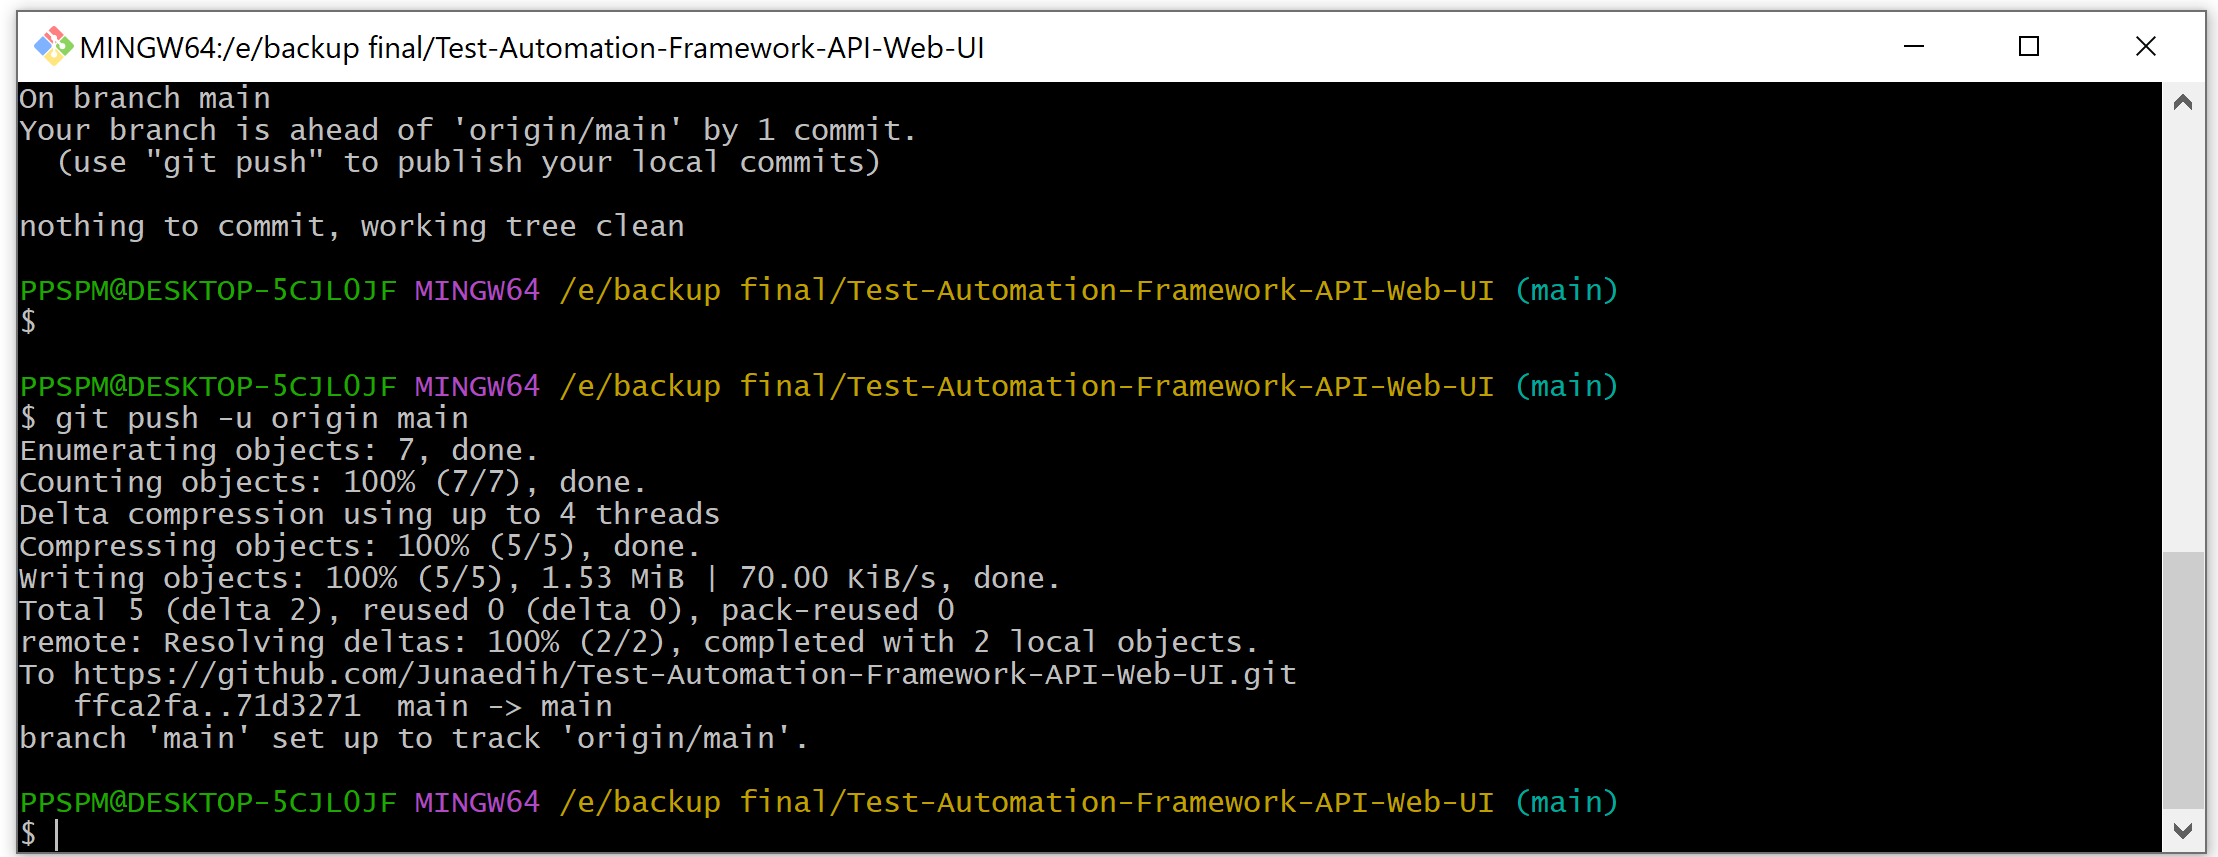 MINGW64:/e/backup final/Test-Automation-Framework-API-Web-UI
On branch main
Your branch is ahead of 'origin/main' by 1 commit.
  (use "git push" to publish your local commits)
nothing to commit, working tree clean
PPSPM@DESKTOP-5CJL0JF MINGW64 /e/backup final/Test-Automation-Framework-API-Web-UI (main)
$
PPSPM@DESKTOP-5CJL0JF MINGW64 /e/backup final/Test-Automation-Framework-API-Web-UI (main)
$ git push -u origin main
Enumerating objects: 7, done.
Counting objects: 100% (7/7), done.
Delta compression using up to 4 threads
Compressing objects: 100% (5/5), done.
Writing objects: 100% (5/5), 1.53 MiB | 70.00 KiB/s, done.
Total 5 (delta 2), reused 0 (delta 0), pack-reused 0
remote: Resolving deltas: 100% (2/2), completed with 2 local objects.
To https://github.com/Junaedih/Test-Automation-Framework-API-Web-UI.git
   ffca2fa..71d3271  main -> main
branch 'main' set up to track 'origin/main'.
PPSPM@DESKTOP-5CJL0JF MINGW64 /e/backup final/Test-Automation-Framework-API-Web-UI (main)
$